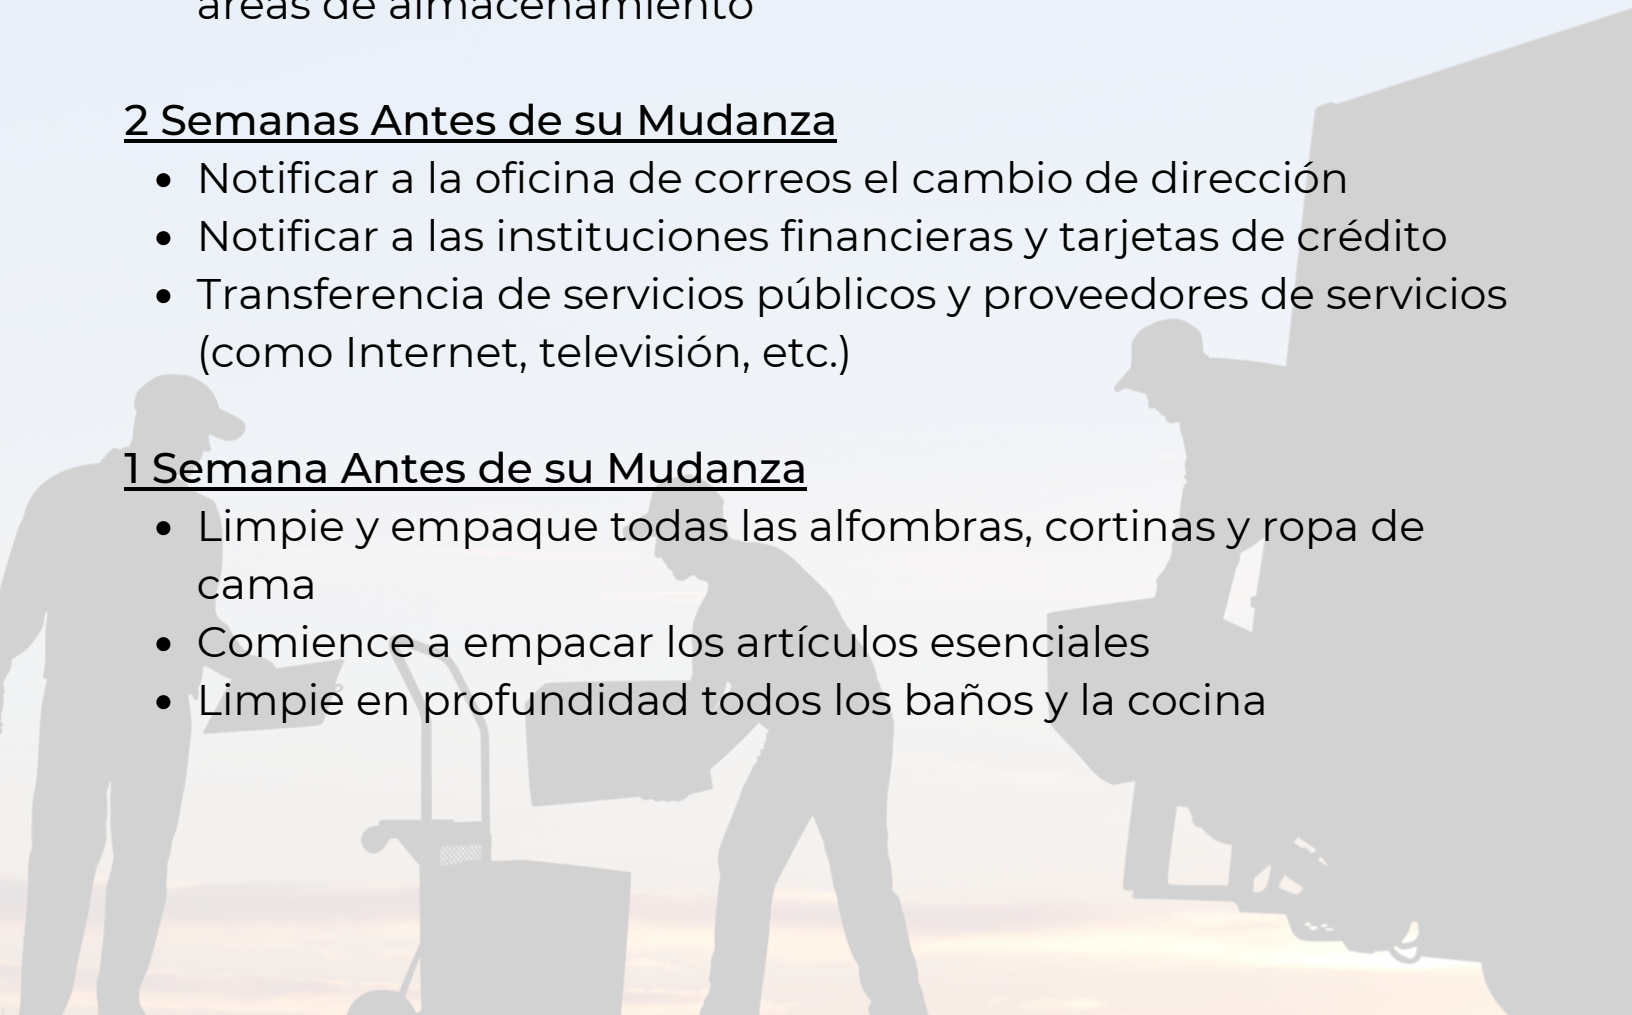 áreas de almacenamiento
2 Semanas Antes de su Mudanza
• Notificar a la oficina de correos el cambio de dirección
• Notificar a las instituciones financieras y tarjetas de crédito
• Transferencia de servicios públicos y proveedores de servicios
(como Internet, televisión, etc.)
1 Semana Antes de su Mudanza
• Limpie y empaque todas las alfombras, cortinas y ropa de
cama
• Comience a empacar los artículos esenciales
• Limpie en profundidad todos los baños y la cocina